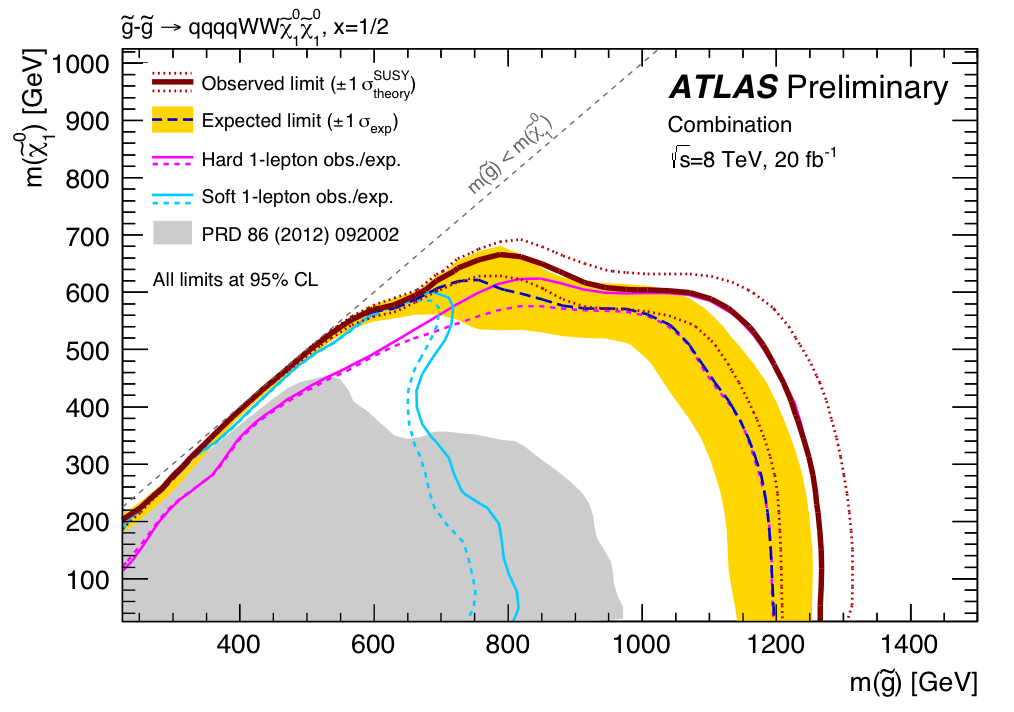 g̃-g̃ → qqqqWWχ̃₁⁰χ̃₁⁰, x=1/2
m(χ̃₁⁰) [GeV]
1000
900
800
700
600
500
400
300
200
100
Observed limit (±1 σ^SUSY_theory)
Expected limit (±1 σ_exp)
Hard 1-lepton obs./exp.
Soft 1-lepton obs./exp.
PRD 86 (2012) 092002
All limits at 95% CL
m(g̃) < m(χ̃₁⁰)
ATLAS Preliminary
Combination
√s=8 TeV, 20 fb⁻¹
400 600 800 1000 1200 1400
m(g̃) [GeV]